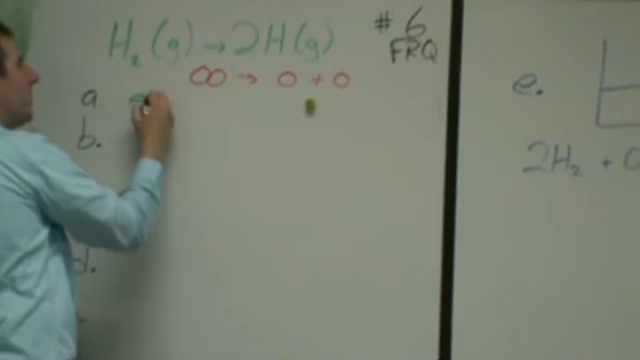 H₂(g) → 2H(g)
# 6
FRQ
OO → O + O
a
b.
d.
e.
2H₂ +